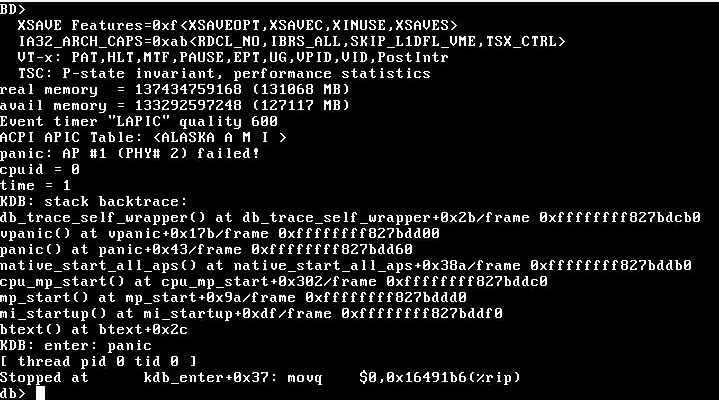 BD>
XSAVE Features=0xf<XSAVEOPT,XSAVEC,XINUSE,XSAVES>
IA32_ARCH_CAPS=0xab<RDCL_NO,IBRS_ALL,SKIP_L1DFL_VME,TSX_CTRL>
VT-x: PAT,HLT,MTF,PAUSE,EPT,UG,VPID,VID,PostIntr
TSC: P-state invariant, performance statistics
real memory  = 137434759168 (131068 MB)
avail memory = 133292597248 (127117 MB)
Event timer "LAPIC" quality 600
ACPI APIC Table: <ALASKA A M I >
panic: AP #1 (PHY# 2) failed!
cpuid = 0
time = 1
KDB: stack backtrace:
db_trace_self_wrapper() at db_trace_self_wrapper+0x2b/frame 0xffffffff827bdcb0
vpanic() at vpanic+0x17b/frame 0xffffffff827bdd00
panic() at panic+0x43/frame 0xffffffff827bdd60
native_start_all_aps() at native_start_all_aps+0x38a/frame 0xffffffff827bddb0
cpu_mp_start() at cpu_mp_start+0x302/frame 0xffffffff827bddc0
mp_start() at mp_start+0x9a/frame 0xffffffff827bddd0
mi_startup() at mi_startup+0xdf/frame 0xffffffff827bddf0
btext() at btext+0x2c
KDB: enter: panic
[ thread pid 0 tid 0 ]
Stopped at      kdb_enter+0x37: movq    $0,0x16491b6(%rip)
db>